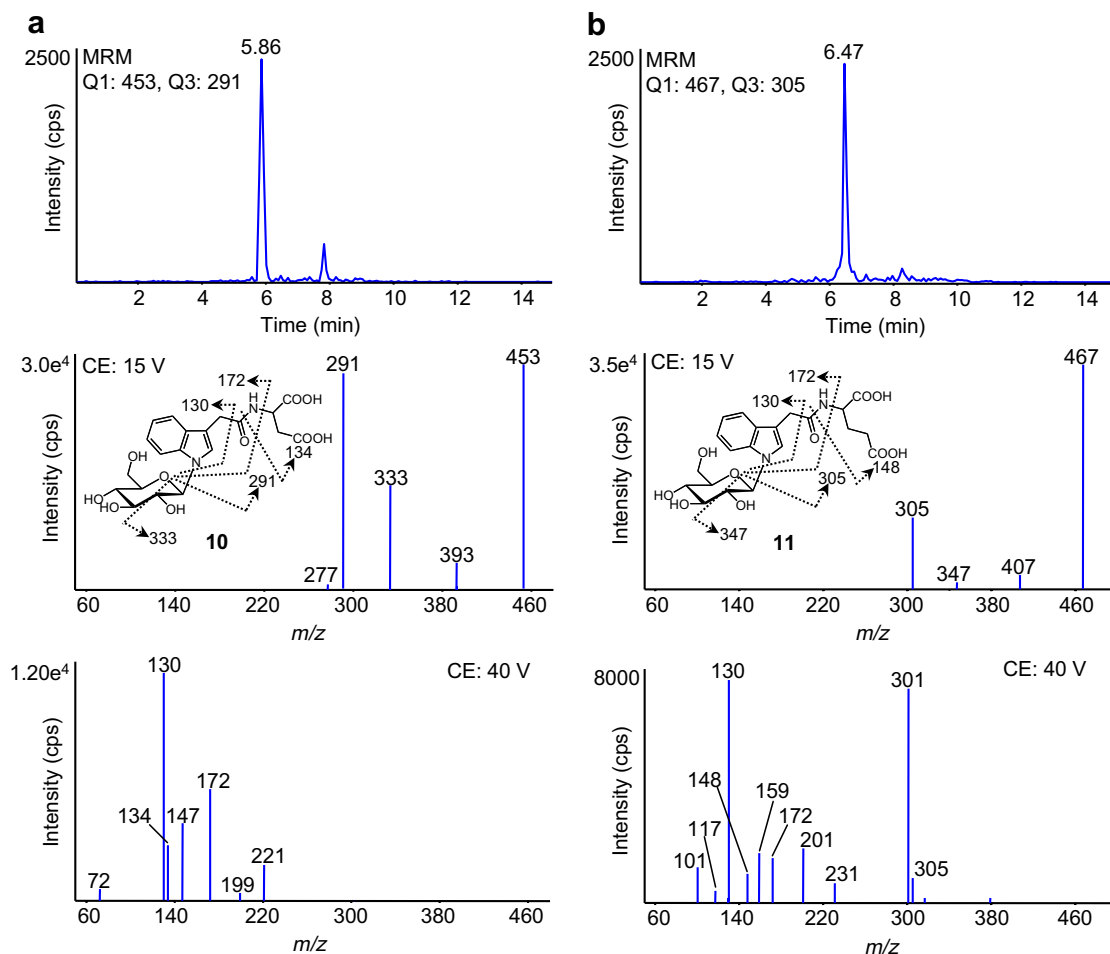 a
2500
MRM
Q1: 453, Q3: 291
5.86
Intensity (cps)
2 4 6 8 10 12 14
Time (min)
3.0e4
CE: 15 V
291
453
333
393
277
172
130
H
N
COOH
COOH
O
134
N
OH
O
HO
HO
OH
291
333
10
Intensity (cps)
60 140 220 300 380 460
m/z
1.20e4
CE: 40 V
130
172
134
147
221
72
199
Intensity (cps)
60 140 220 300 380 460
m/z
b
2500
MRM
Q1: 467, Q3: 305
6.47
Intensity (cps)
2 4 6 8 10 12 14
Time (min)
3.5e4
CE: 15 V
467
305
347
407
172
130
H
N
COOH
O
COOH
148
N
OH
O
HO
HO
OH
305
347
11
Intensity (cps)
60 140 220 300 380 460
m/z
8000
CE: 40 V
130
301
148
159
117
172
101
201
231
305
Intensity (cps)
60 140 220 300 380 460
m/z